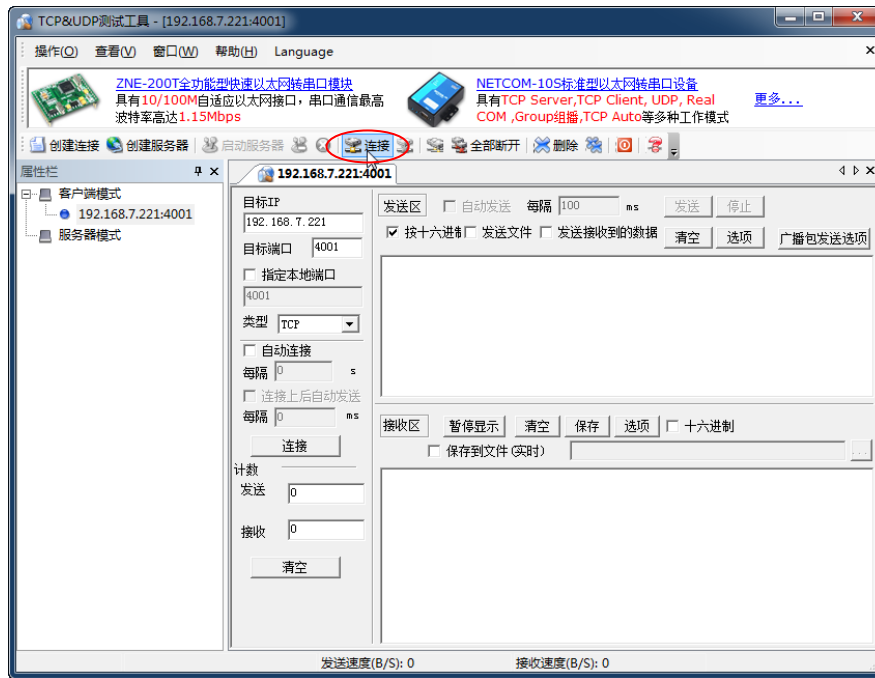 TCP&UDP测试工具 - [192.168.7.221:4001]
操作(O) 查看(V) 窗口(W) 帮助(H) Language
ZNE-200T全功能型快速以太网转串口模块
具有10/100M自适应以太网接口，串口通信最高
波特率高达1.15Mbps
NETCOM-10S标准型以太网转串口设备
具有TCP Server,TCP Client, UDP, Real
COM ,Group组播,TCP Auto等多种工作模式
更多...
创建连接 创建服务器 启动服务器 连接 全部断开 删除
属性栏
客户端模式
192.168.7.221:4001
服务器模式
192.168.7.221:4001
目标IP
192.168.7.221
目标端口 4001
指定本地端口
4001
类型 TCP
自动连接
每隔 0 s
连接上后自动发送
每隔 0 ms
连接
计数
发送 0
接收 0
清空
发送区 自动发送 每隔 100 ms 发送 停止
按十六进制 发送文件 发送接收到的数据 清空 选项 广播包发送选项
接收区 暂停显示 清空 保存 选项 十六进制
保存到文件(实时) ...
发送速度(B/S): 0 接收速度(B/S): 0